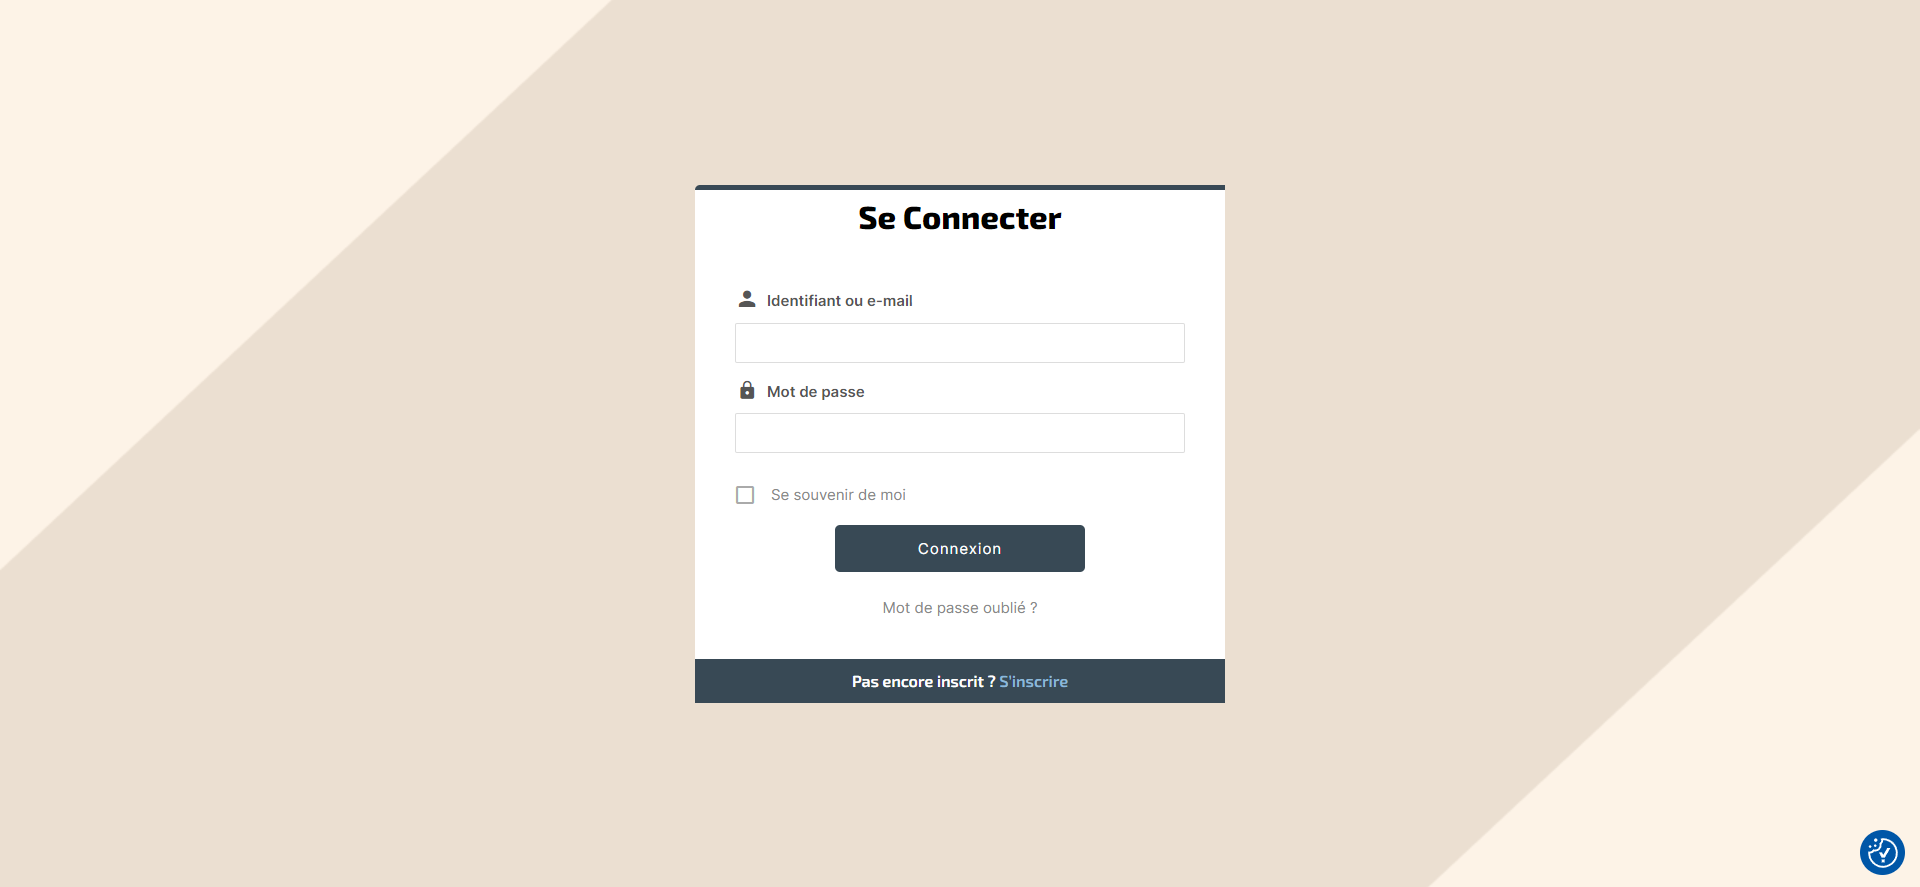 Se Connecter
Identifiant ou e-mail
Mot de passe
Se souvenir de moi
Connexion
Mot de passe oublié ?
Pas encore inscrit ? S'inscrire